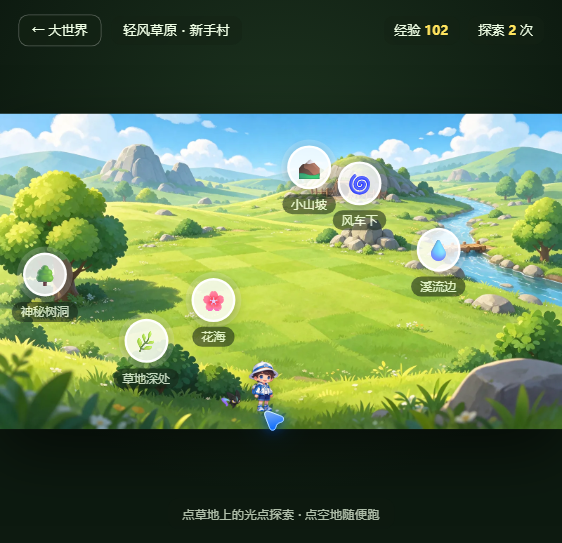 ← 大世界
轻风草原 · 新手村
经验 102
探索 2 次
小山坡
风车下
溪流边
神秘树洞
花海
草地深处
点草地上的光点探索 · 点空地随便跑